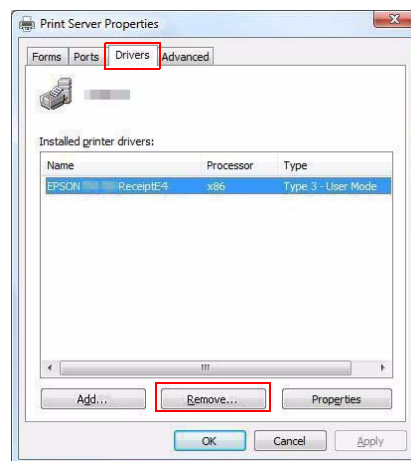 Print Server Properties
Forms Ports Drivers Advanced
Installed printer drivers:
Name Processor Type
EPSON ReceiptE4 x86 Type 3 - User Mode
Add... Remove... Properties
OK Cancel Apply